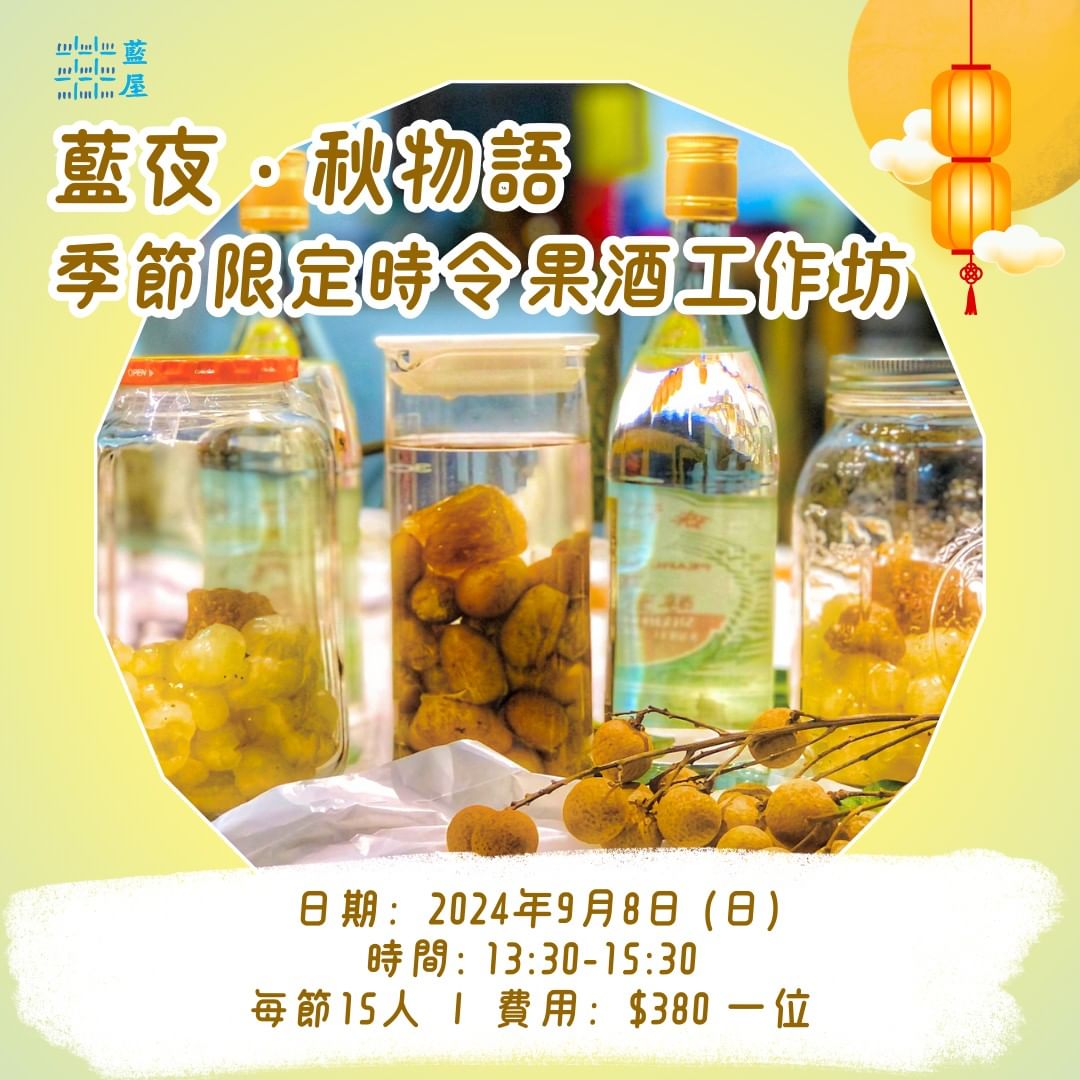 藍屋
藍夜·秋物語
季節限定時令果酒工作坊
OPEN
日期：2024年9月8日 (日)
時間：13:30-15:30
每節15人 | 費用：$380 一位